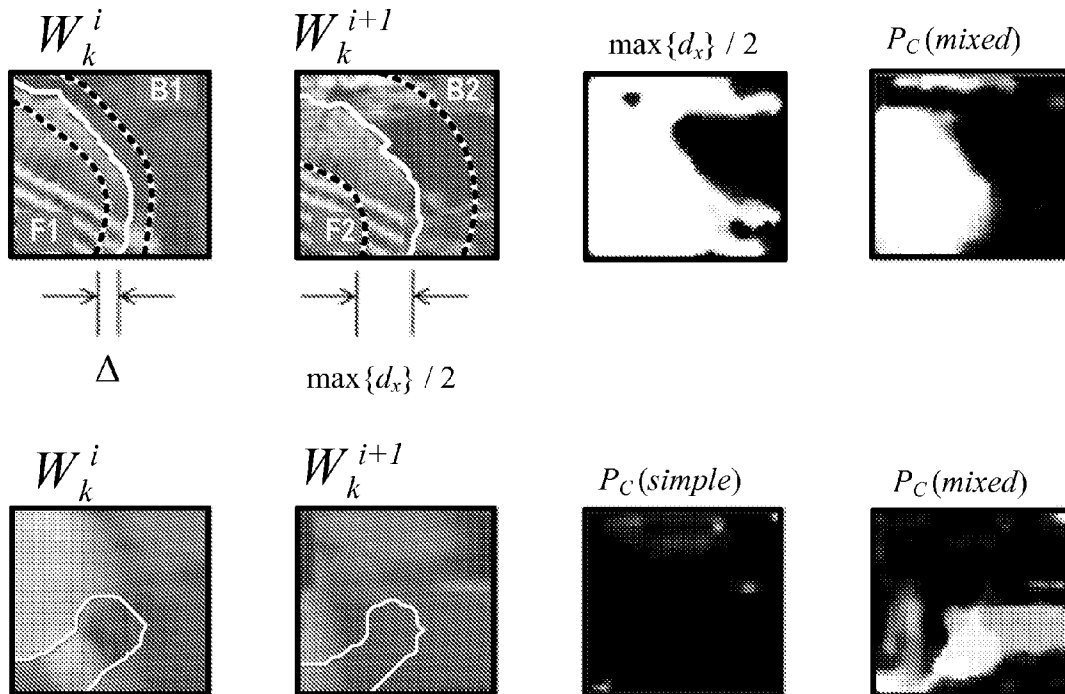 W_k^i W_k^{i+1} max{d_x} / 2 P_C(mixed)
B1 B2
F1 F2
Δ max{d_x} / 2
W_k^i W_k^{i+1} P_C(simple) P_C(mixed)